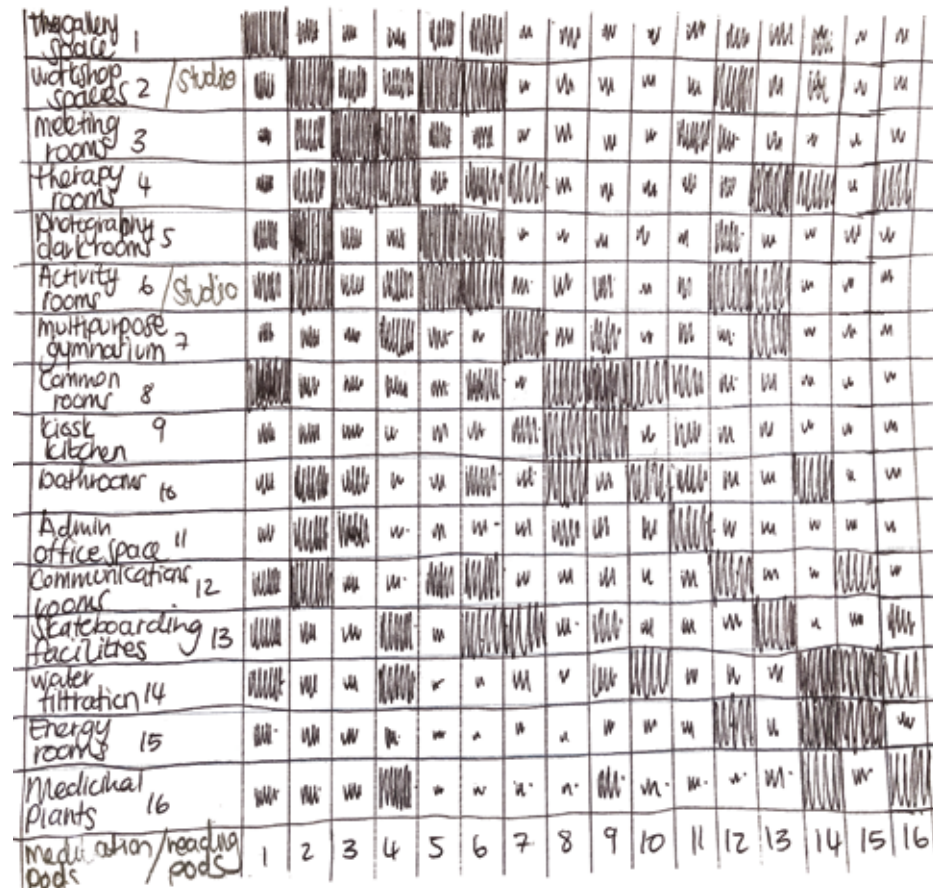 the gallery
space 1
workshop
spaces 2 /Studio
meeting
rooms 3
therapy
rooms 4
photography
darkrooms 5
Activity
rooms 6 /Studio
multipurpose
gymnasium 7
Common
rooms 8
kiosk 9
kitchen
bathrooms 10
Admin
office space 11
Communications
rooms 12
Skateboarding
facilitres 13
water
filtration 14
Energy
rooms 15
Medicinal
Plants 16
/reading 1 2 3 4 5 6 7 8 9 10 11 12 13 14 15 16
pods pods